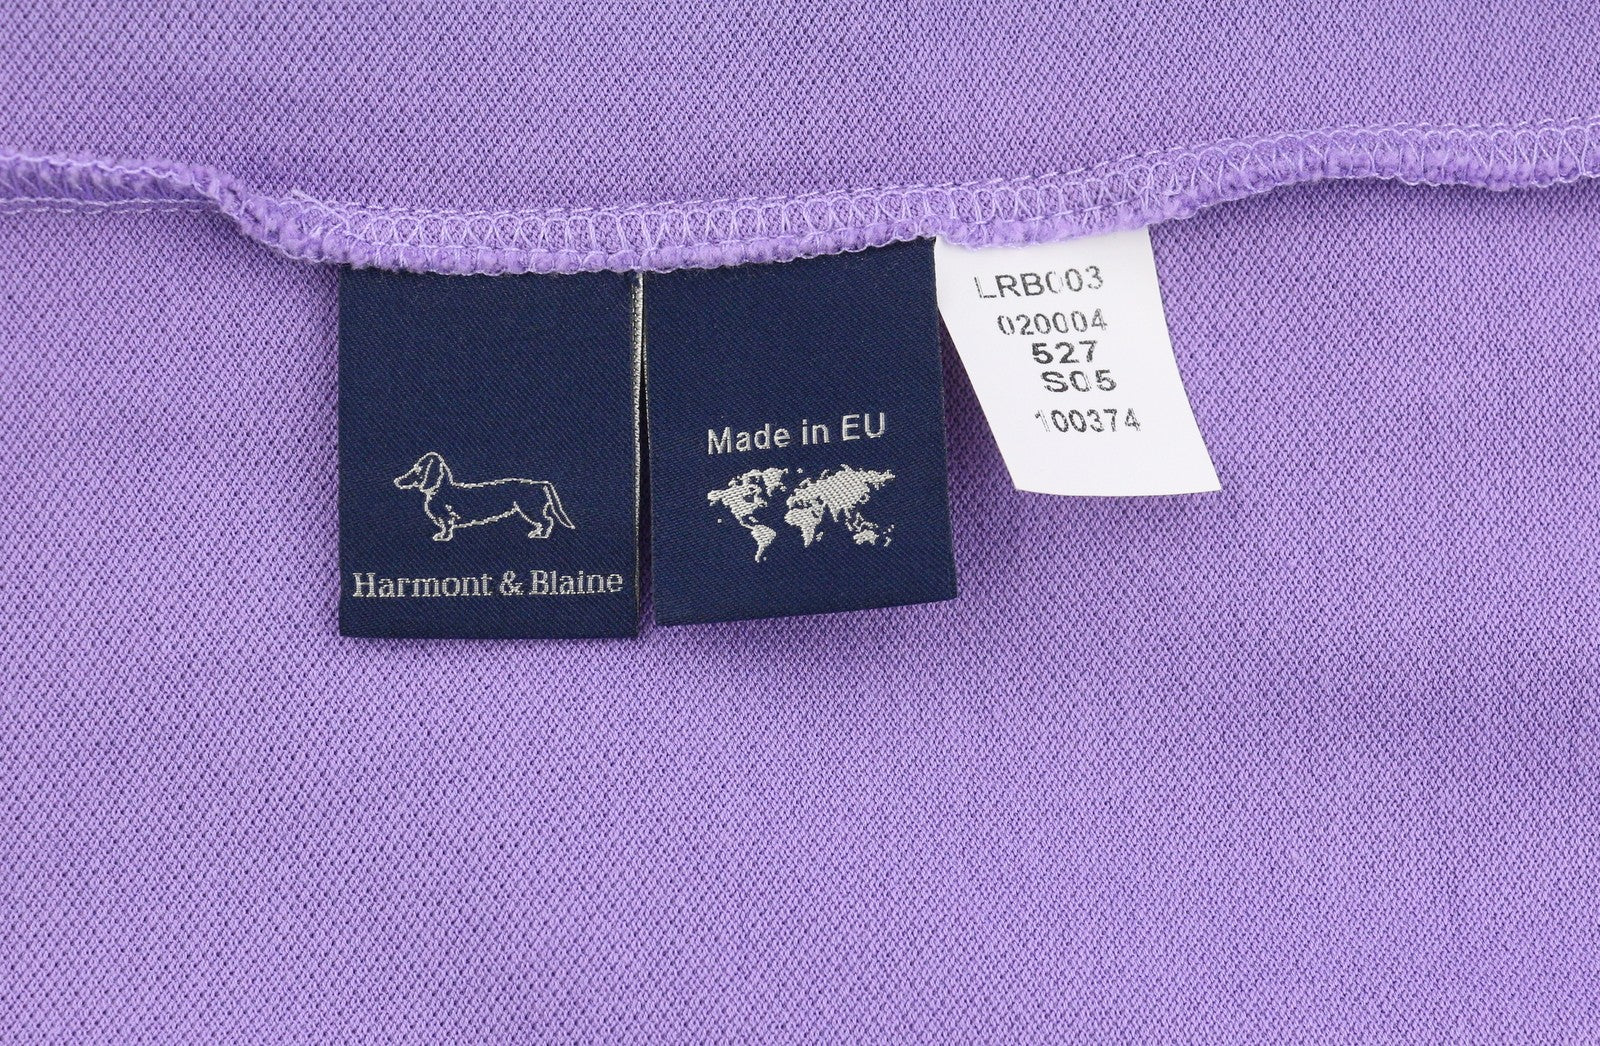 Harmont & Blaine
Made in EU
LRB003
020004
527
S05
100374